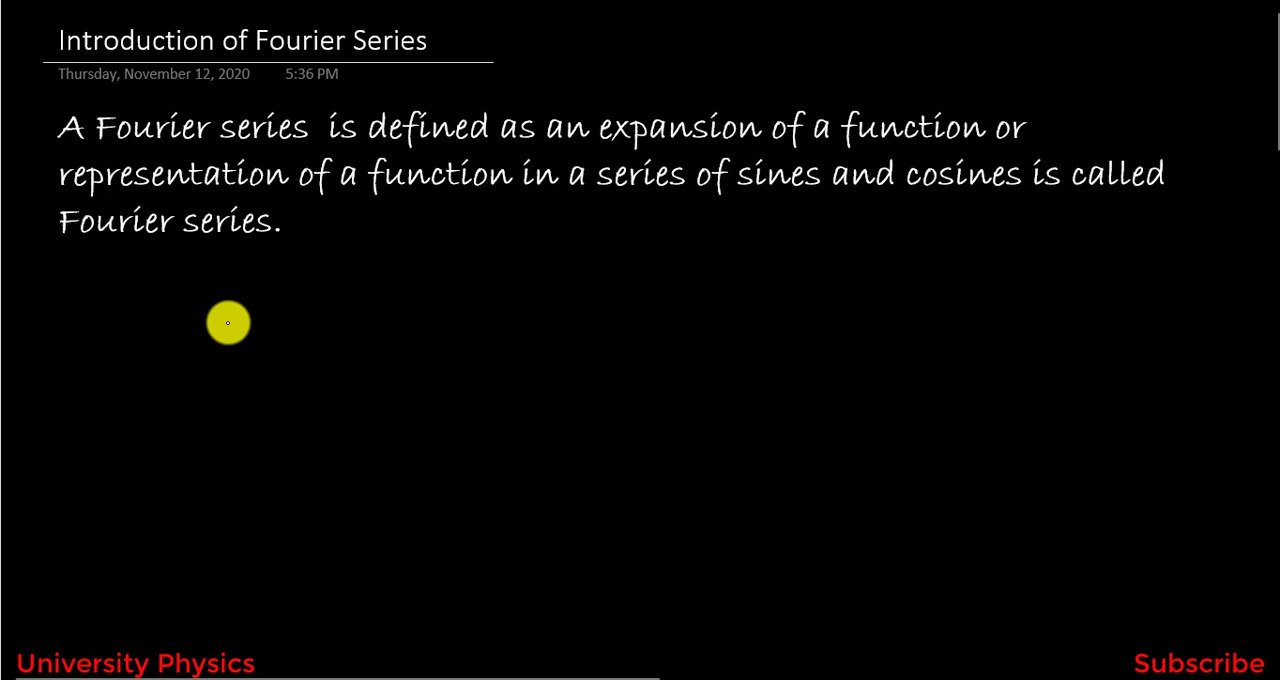 Introduction of Fourier Series
Thursday, November 12, 2020 5:36 PM
A Fourier series is defined as an expansion of a function or
representation of a function in a series of sines and cosines is called
Fourier series.
University Physics
Subscribe